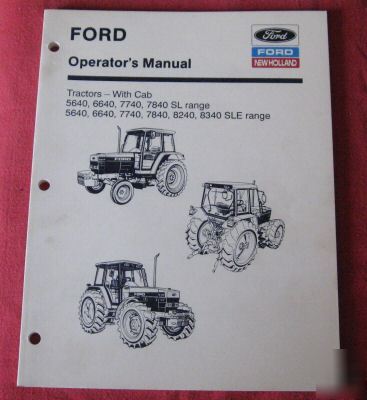 FORD
Ford
FORD
NEW HOLLAND
Operator's Manual
Tractors – With Cab
5640, 6640, 7740, 7840 SL range
5640, 6640, 7740, 7840, 8240, 8340 SLE range
FORD